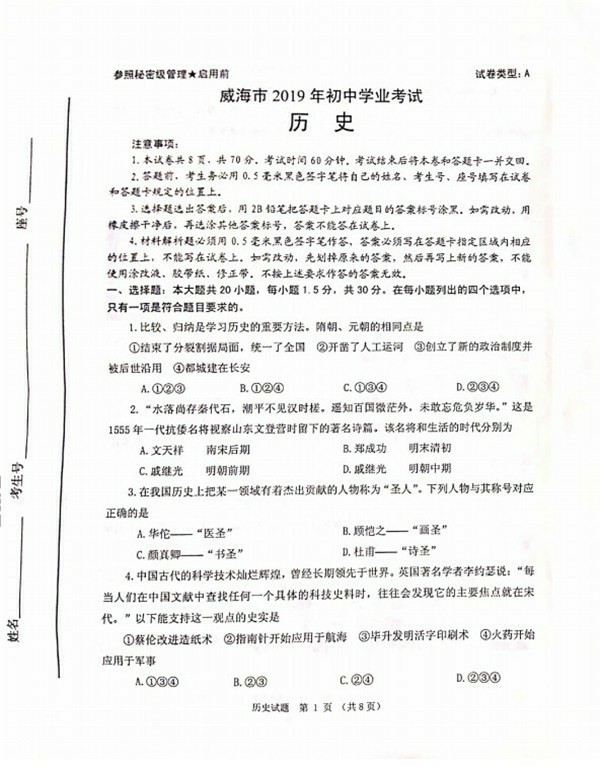 参照秘密级管理★启用前 试卷类型：A
威海市 2019 年初中学业考试
历 史
注意事项：
1.本试卷共 8 页，共 70 分。考试时间 60 分钟。考试结束后将本卷和答题卡一并交回。
2.答题前，考生务必用 0.5 毫米黑色签字笔将自己的姓名、考生号、座号填写在试卷
和答题卡规定的位置上。
3.选择题选出答案后，用 2B 铅笔把答题卡上对应题目的答案标号涂黑。如需改动，用
橡皮擦干净后，再选涂其他答案标号，答案不能答在试卷上。
4.材料解析题必须用 0.5 毫米黑色签字笔作答，答案必须写在答题卡指定区域内相应
的位置上，不能写在试卷上。如需改动，先划掉原来的答案，然后再写上新的答案，不能
使用涂改液、胶带纸、修正带。不按上述要求作答的答案无效。
一、选择题：本大题共 20 小题，每小题 1.5 分，共 30 分。在每小题列出的四个选项中，
只有一项是符合题目要求的。
1.比较、归纳是学习历史的重要方法。隋朝、元朝的相同点是
①结束了分裂割据局面，统一了全国 ②开凿了人工运河 ③创立了新的政治制度并
被后世沿用 ④都城建在长安
A.①②③ B.①②④ C.①③④ D.②③④
2.“水落尚存秦代石，潮平不见汉时槎。遥知百国微茫外，未敢忘危负岁华。”这是
1555 年一代抗倭名将视察山东文登营时留下的著名诗篇。该名将和生活的时代分别为
A.文天祥 南宋后期 B.郑成功 明末清初
C.戚继光 明朝前期 D.戚继光 明朝中期
3.在我国历史上把某一领域有着杰出贡献的人物称为“圣人”。下列人物与其称号对应
正确的是
A.华佗——“医圣” B.顾恺之——“画圣”
C.颜真卿——“书圣” D.杜甫——“诗圣”
4.中国古代的科学技术灿烂辉煌，曾经长期领先于世界。英国著名学者李约瑟说：“每
当人们在中国文献中查找任何一个具体的科技史料时，往往会发现它的主要焦点就在宋
代。”以下能支持这一观点的史实是
①蔡伦改进造纸术 ②指南针开始应用于航海 ③毕升发明活字印刷术 ④火药开始
应用于军事
A.①③④ B.②③ C.②④ D.②③④
历史试题 第 1 页 （共 8 页）
座号
考生号
姓名